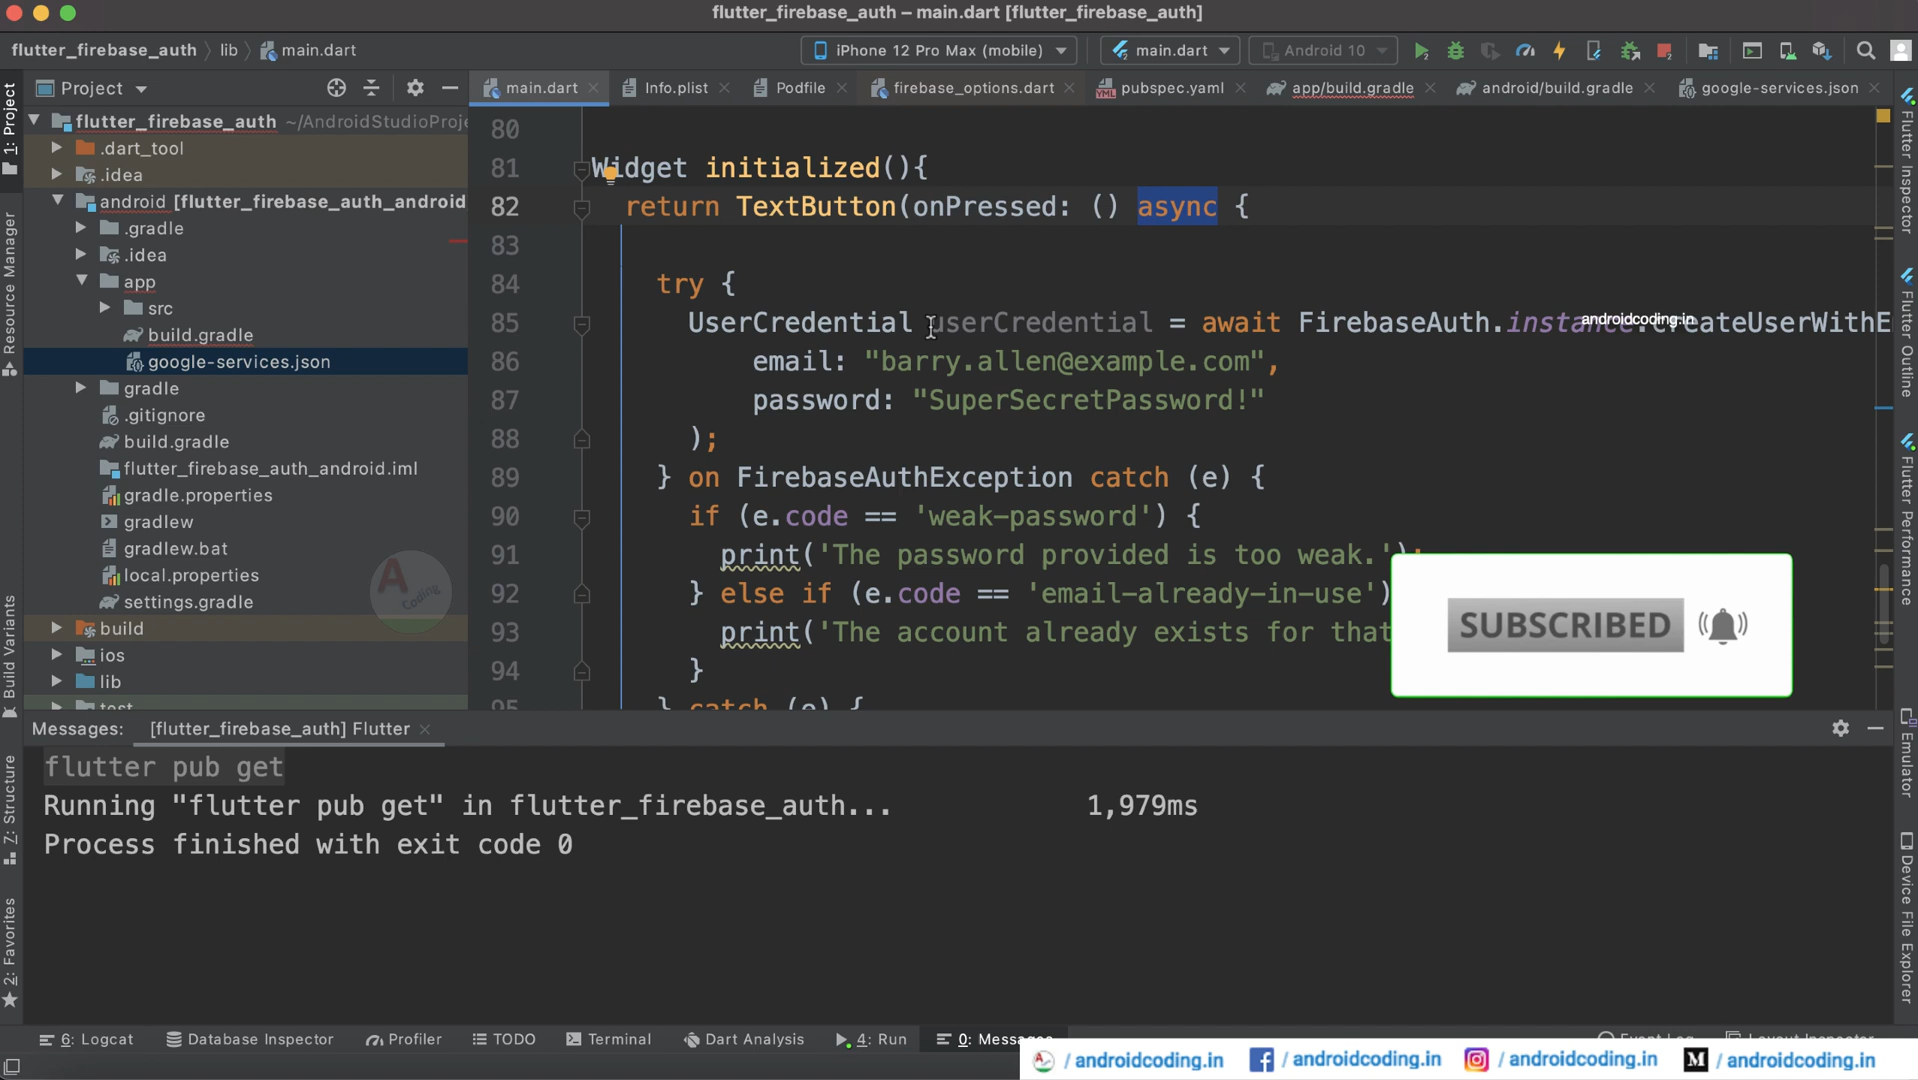 flutter_firebase_auth – main.dart [flutter_firebase_auth]
flutter_firebase_auth lib main.dart
iPhone 12 Pro Max (mobile) main.dart Android 10
Project
main.dart Info.plist Podfile firebase_options.dart pubspec.yaml app/build.gradle android/build.gradle google-services.json
flutter_firebase_auth ~/AndroidStudioProje
.dart_tool
.idea
android [flutter_firebase_auth_android
.gradle
.idea
app
src
build.gradle
google-services.json
gradle
.gitignore
build.gradle
flutter_firebase_auth_android.iml
gradle.properties
gradlew
gradlew.bat
local.properties
settings.gradle
build
ios
lib
test
1: Project
Resource Manager
Build Variants
7: Structure
2: Favorites
80
81 Widget initialized(){
82 return TextButton(onPressed: () async {
83
84 try {
85 UserCredential userCredential = await FirebaseAuth.instance.createUserWithE
86 email: "barry.allen@example.com",
87 password: "SuperSecretPassword!"
88 );
89 } on FirebaseAuthException catch (e) {
90 if (e.code == 'weak-password') {
91 print('The password provided is too weak.');
92 } else if (e.code == 'email-already-in-use')
93 print('The account already exists for that
94 }
95 } catch (e) {
androidcoding.in
A Coding
SUBSCRIBED
Flutter Inspector
Flutter Outline
Flutter Performance
Emulator
Device File Explorer
Messages: [flutter_firebase_auth] Flutter
flutter pub get
Running "flutter pub get" in flutter_firebase_auth... 1,979ms
Process finished with exit code 0
6: Logcat Database Inspector Profiler TODO Terminal Dart Analysis 4: Run 0: Messages Event Log Layout Inspector
/ androidcoding.in / androidcoding.in / androidcoding.in M / androidcoding.in